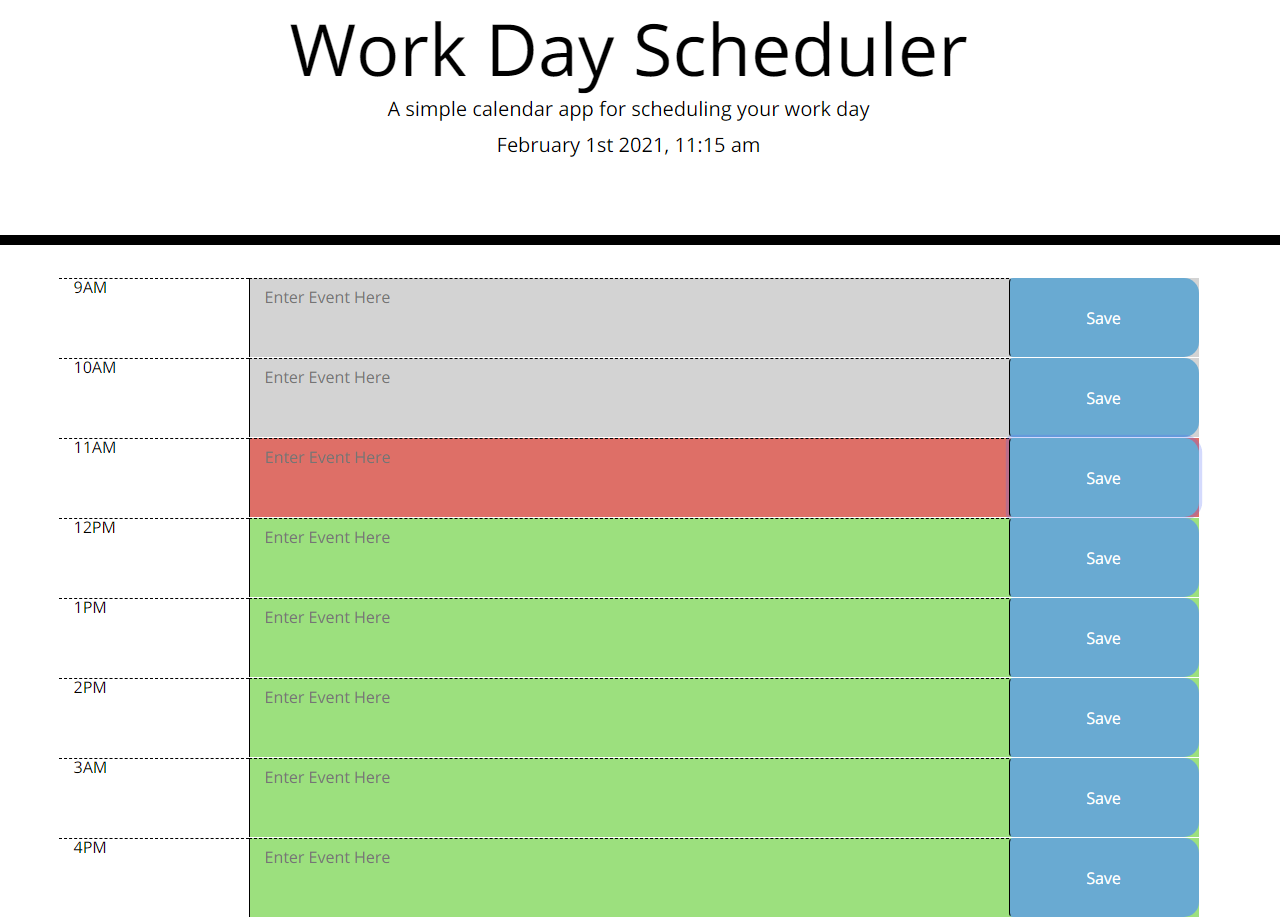 Work Day Scheduler
A simple calendar app for scheduling your work day
February 1st 2021, 11:15 am
9AM Enter Event Here Save
10AM Enter Event Here Save
11AM Enter Event Here Save
12PM Enter Event Here Save
1PM Enter Event Here Save
2PM Enter Event Here Save
3AM Enter Event Here Save
4PM Enter Event Here Save